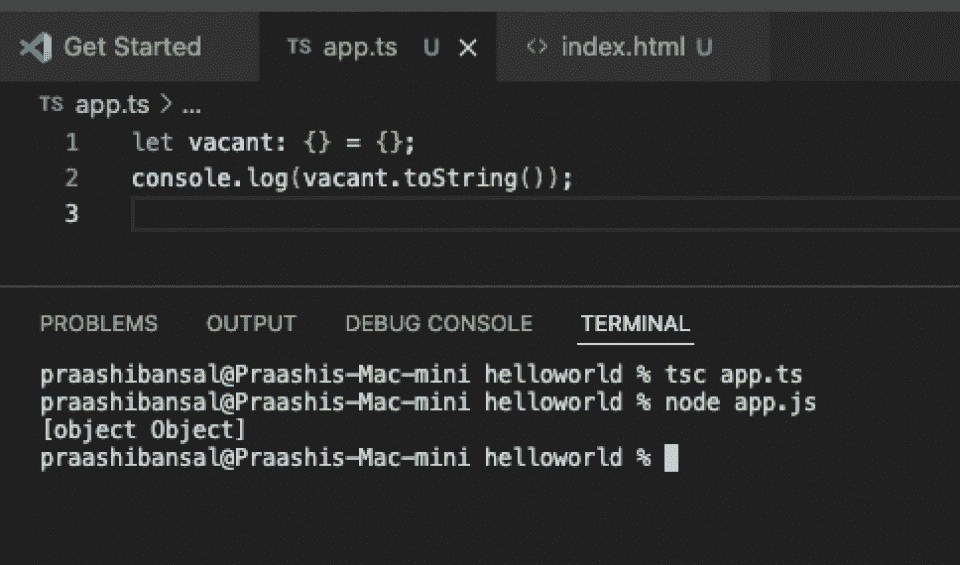 Get Started TS app.ts U × <> index.html U
TS app.ts > ...
1 let vacant: {} = {};
2 console.log(vacant.toString());
3
PROBLEMS OUTPUT DEBUG CONSOLE TERMINAL
praashibansal@Praashis-Mac-mini helloworld % tsc app.ts
praashibansal@Praashis-Mac-mini helloworld % node app.js
[object Object]
praashibansal@Praashis-Mac-mini helloworld %